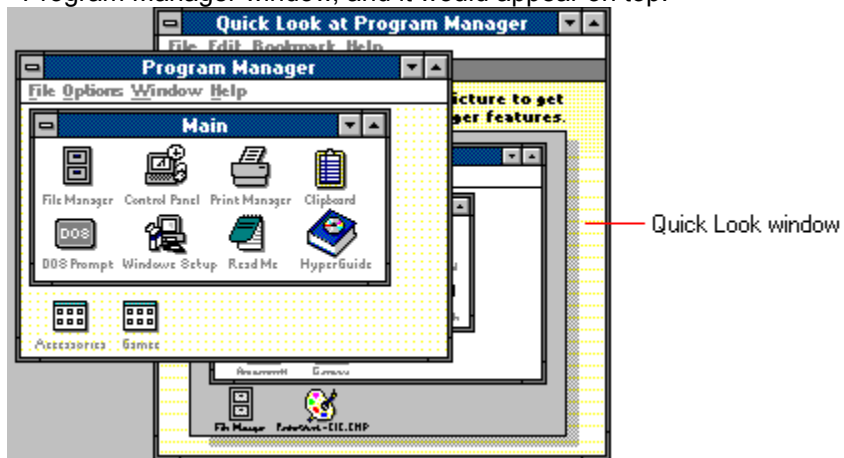 Program Manager window, and it would appear on top.
Quick Look at Program Manager
File Edit Bookmark Help
Program Manager
File Options Window Help
icture to get
ger features.
Main
File Manager Control Panel Print Manager Clipboard
DOS
DOS Prompt Windows Setup Read Me HyperGuide
Quick Look window
Accessories Games
File Manager